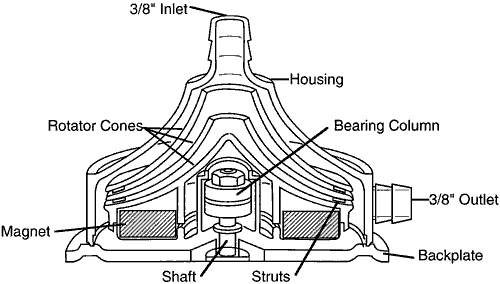 3/8" Inlet
Housing
Rotator Cones
Bearing Column
3/8" Outlet
Magnet
Backplate
Shaft
Struts